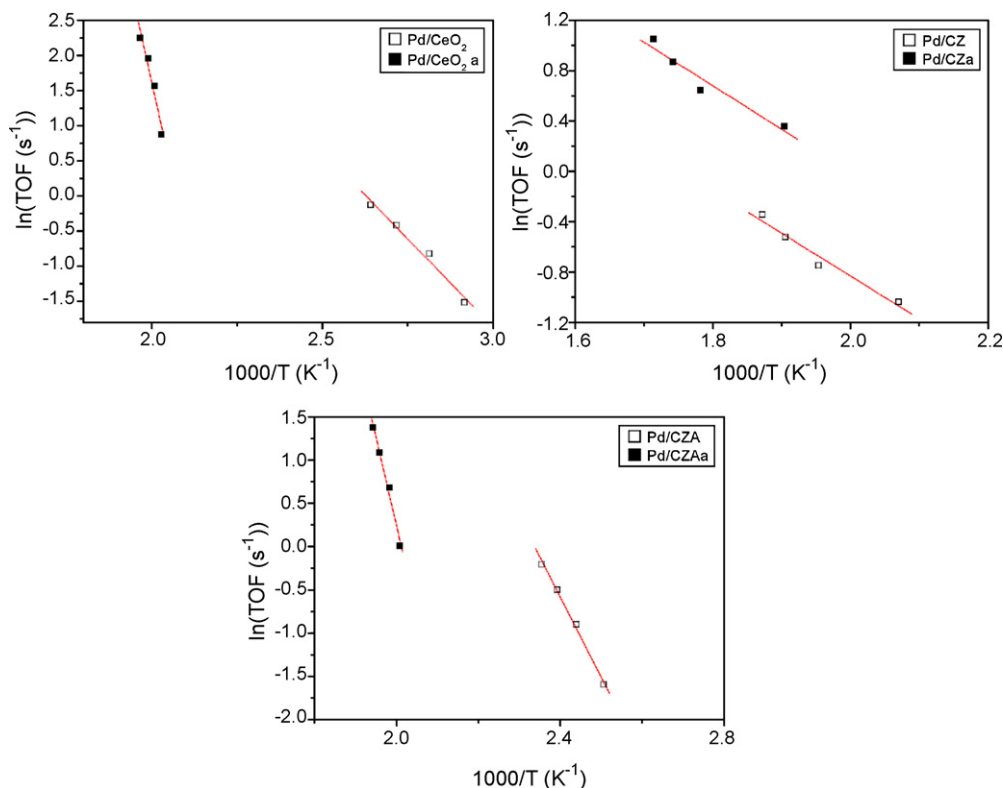 2.5
2.0
1.5
1.0
0.5
0.0
-0.5
-1.0
-1.5
ln(TOF (s⁻¹))
Pd/CeO₂
Pd/CeO₂ a
2.0 2.5 3.0
1000/T (K⁻¹)
1.2
0.8
0.4
0.0
-0.4
-0.8
-1.2
ln(TOF (s⁻¹))
Pd/CZ
Pd/CZa
1.6 1.8 2.0 2.2
1000/T (K⁻¹)
1.5
1.0
0.5
0.0
-0.5
-1.0
-1.5
-2.0
ln(TOF (s⁻¹))
Pd/CZA
Pd/CZAa
2.0 2.4 2.8
1000/T (K⁻¹)